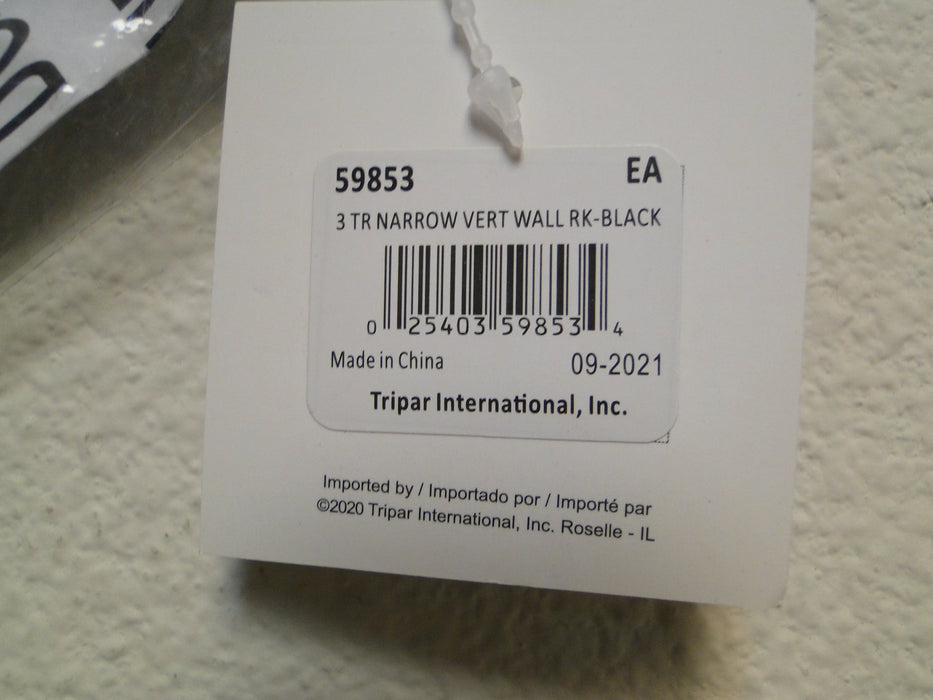 59853 EA
3 TR NARROW VERT WALL RK-BLACK
0 25403 59853 4
Made in China 09-2021
Tripar International, Inc.
Imported by / Importado por / Importé par
©2020 Tripar International, Inc. Roselle - IL